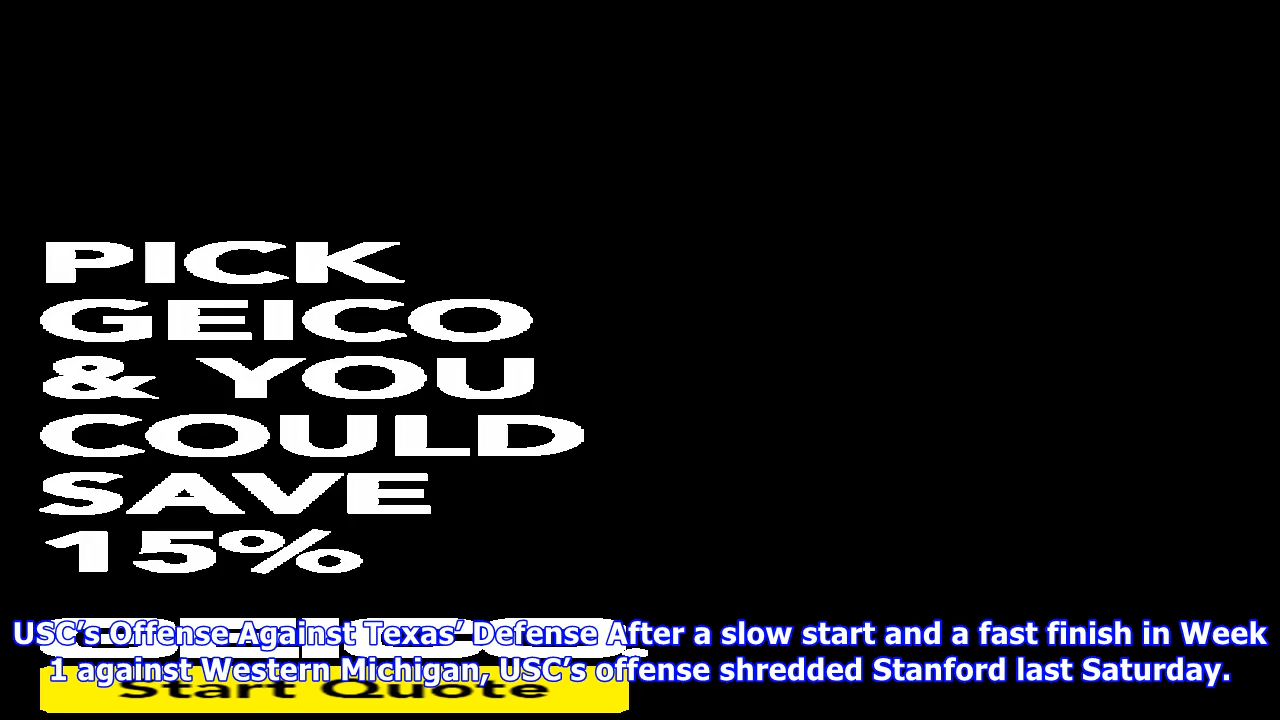 PICK
GEICO
& YOU
COULD
SAVE
15%
GEICO.
USC’s Offense Against Texas’ Defense After a slow start and a fast finish in Week
1 against Western Michigan, USC’s offense shredded Stanford last Saturday.
Start Quote